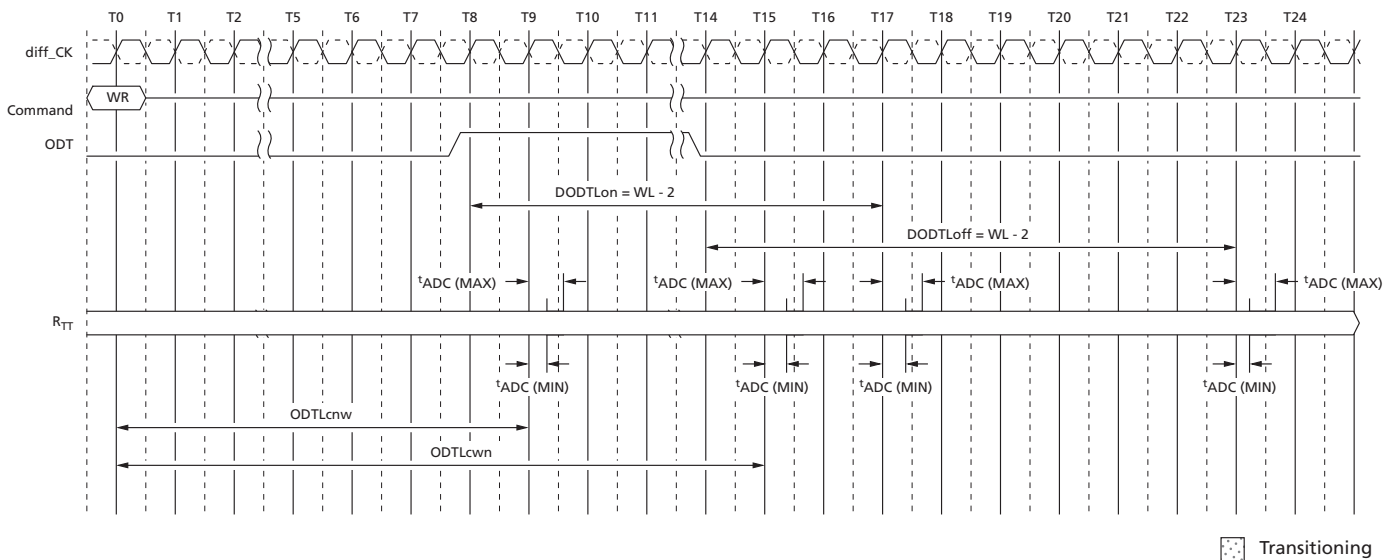 T0 T1 T2 T5 T6 T7 T8 T9 T10 T11 T14 T15 T16 T17 T18 T19 T20 T21 T22 T23 T24
diff_CK
WR
Command
ODT
DODTLon = WL - 2
DODTLoff = WL - 2
tADC (MAX) tADC (MAX) tADC (MAX) tADC (MAX)
RTT
tADC (MIN) tADC (MIN) tADC (MIN) tADC (MIN)
ODTLcnw
ODTLcwn
Transitioning